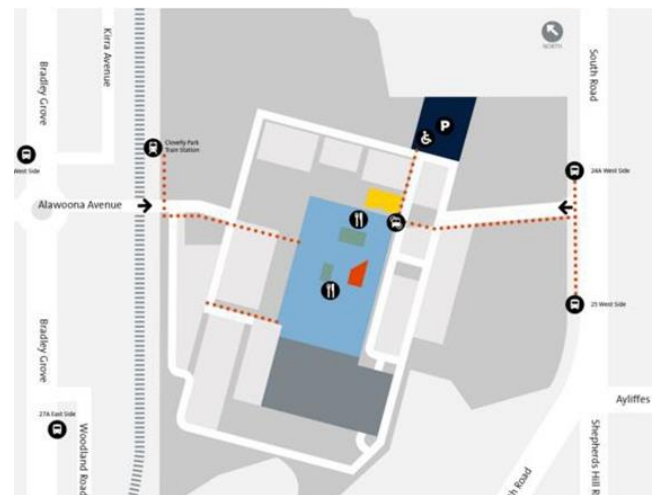 NORTH
Bradley Grove
Kirra Avenue
South Road
Clovelly Park
Train Station
West Side
24A West Side
P
Alawoona Avenue
25 West Side
Bradley Grove
Ayliffes
27A East Side
Woodland Road
Shepherds Hill R
h Road